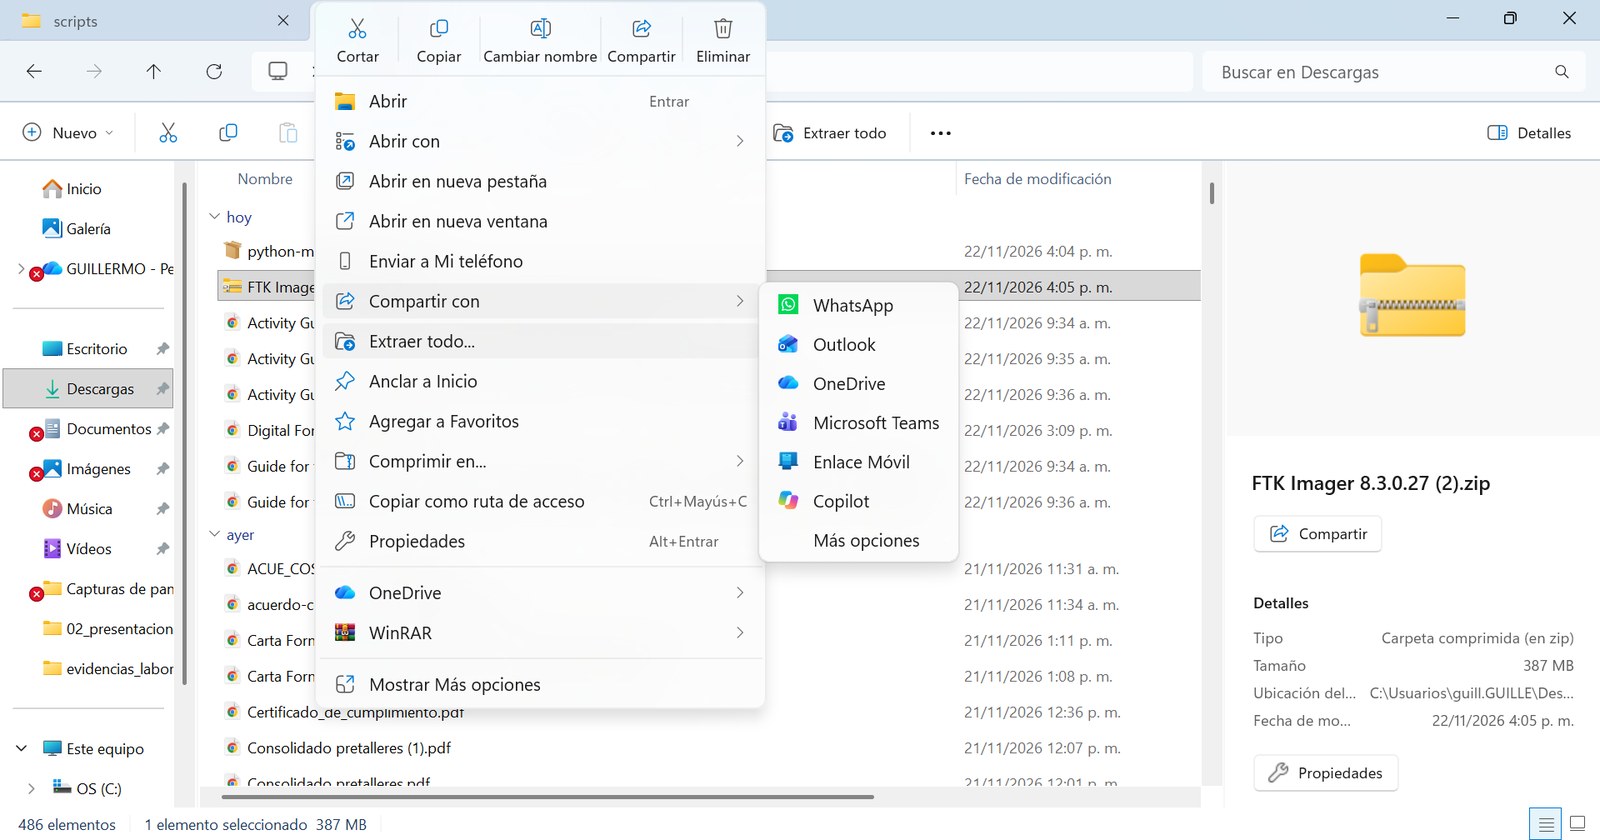 scripts
Cortar
Copiar
Cambiar nombre
Compartir
Eliminar
Buscar en Descargas
Nuevo
Extraer todo
Detalles
Abrir Entrar
Abrir con
Abrir en nueva pestaña
Abrir en nueva ventana
Enviar a Mi teléfono
Compartir con
Extraer todo...
Anclar a Inicio
Agregar a Favoritos
Comprimir en...
Copiar como ruta de acceso Ctrl+Mayús+C
Propiedades Alt+Entrar
OneDrive
WinRAR
Mostrar Más opciones
WhatsApp
Outlook
OneDrive
Microsoft Teams
Enlace Móvil
Copilot
Más opciones
Inicio
Galería
GUILLERMO - Pe
Escritorio
Descargas
Documentos
Imágenes
Música
Vídeos
Capturas de pan
02_presentacion
evidencias_labor
Este equipo
OS (C:)
Nombre Fecha de modificación
hoy
python-m 22/11/2026 4:04 p. m.
FTK Image 22/11/2026 4:05 p. m.
Activity Gu 22/11/2026 9:34 a. m.
Activity Gu 22/11/2026 9:35 a. m.
Activity Gu 22/11/2026 9:36 a. m.
Digital For 22/11/2026 3:09 p. m.
Guide for 22/11/2026 9:34 a. m.
Guide for 22/11/2026 9:36 a. m.
ayer
ACUE_COS 21/11/2026 11:31 a. m.
acuerdo-c 21/11/2026 11:34 a. m.
Carta Forn 21/11/2026 1:11 p. m.
Carta Forn 21/11/2026 1:08 p. m.
Certificado_de_cumplimiento.pdf 21/11/2026 12:36 p. m.
Consolidado pretalleres (1).pdf 21/11/2026 12:07 p. m.
Consolidado pretalleres.pdf 21/11/2026 12:01 p. m.
FTK Imager 8.3.0.27 (2).zip
Compartir
Detalles
Tipo Carpeta comprimida (en zip)
Tamaño 387 MB
Ubicación del... C:\Usuarios\guill.GUILLE\Des...
Fecha de mo... 22/11/2026 4:05 p. m.
Propiedades
486 elementos 1 elemento seleccionado 387 MB